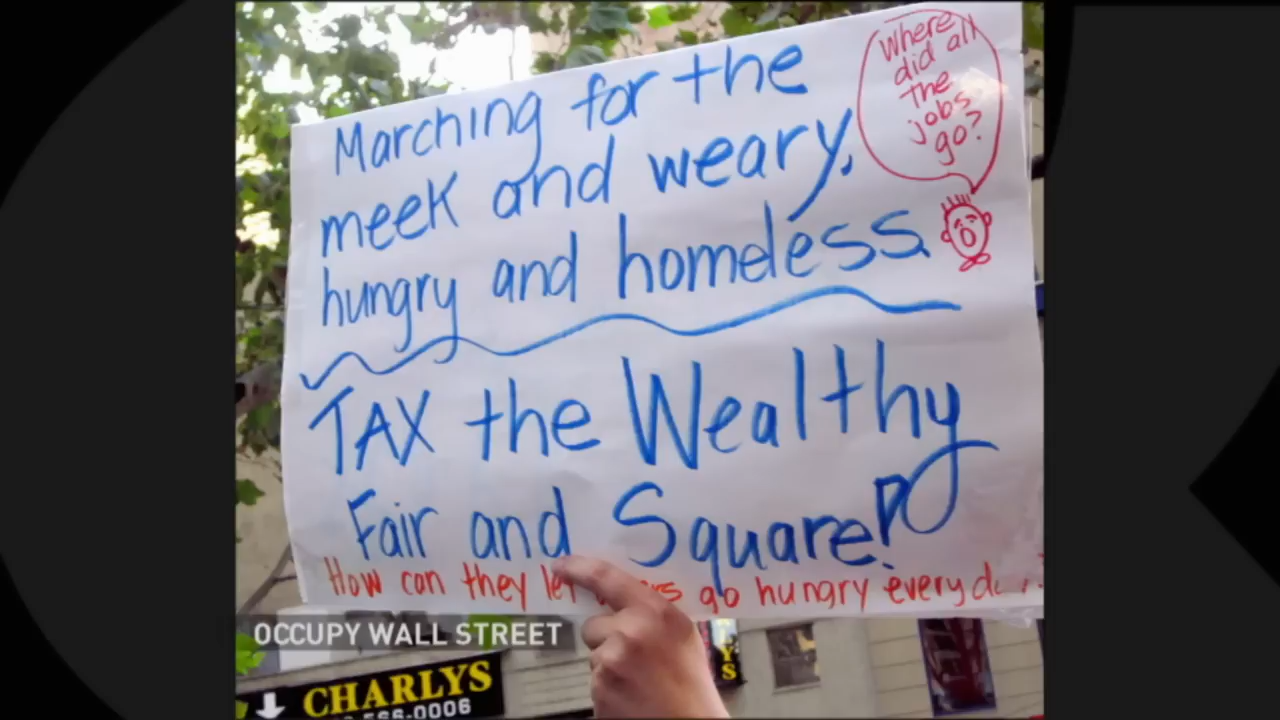 Marching for the
meek and weary,
hungry and homeless.
Where
did all
the
jobs
go?
TAX the Wealthy
Fair and Square!
How can they let go hungry every
OCCUPY WALL STREET
CHARLYS
566-0006
LYS